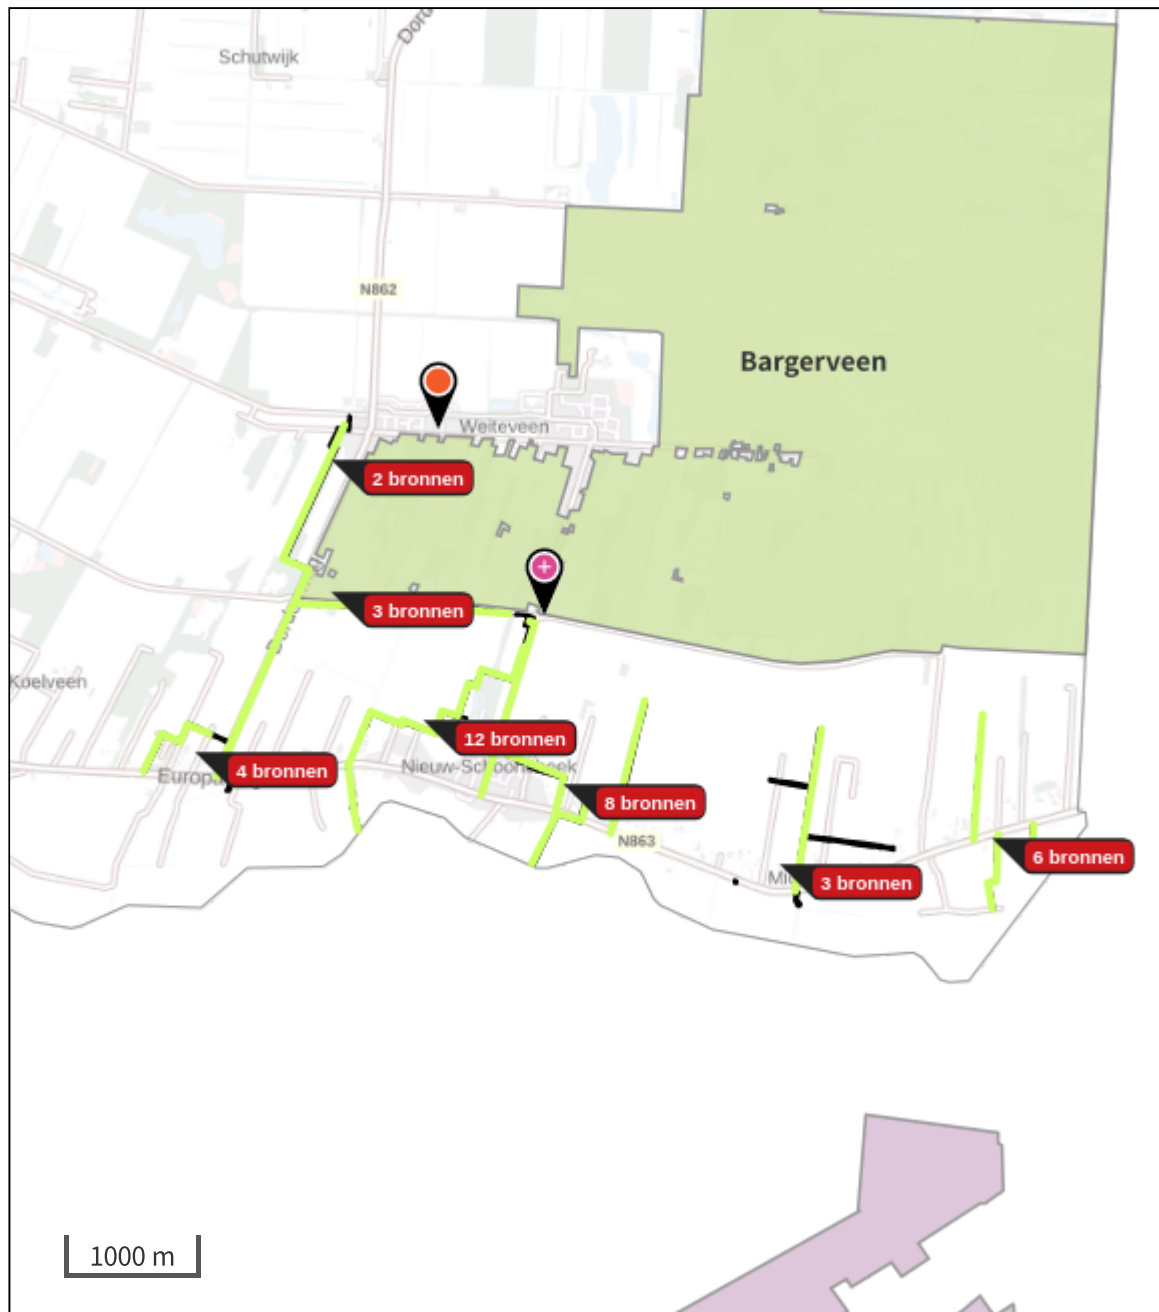 Schutwijk
N862
Bargerveen
Weiteveen
2 bronnen
3 bronnen
Koelveen
12 bronnen
4 bronnen
8 bronnen
N863
6 bronnen
3 bronnen
1000 m